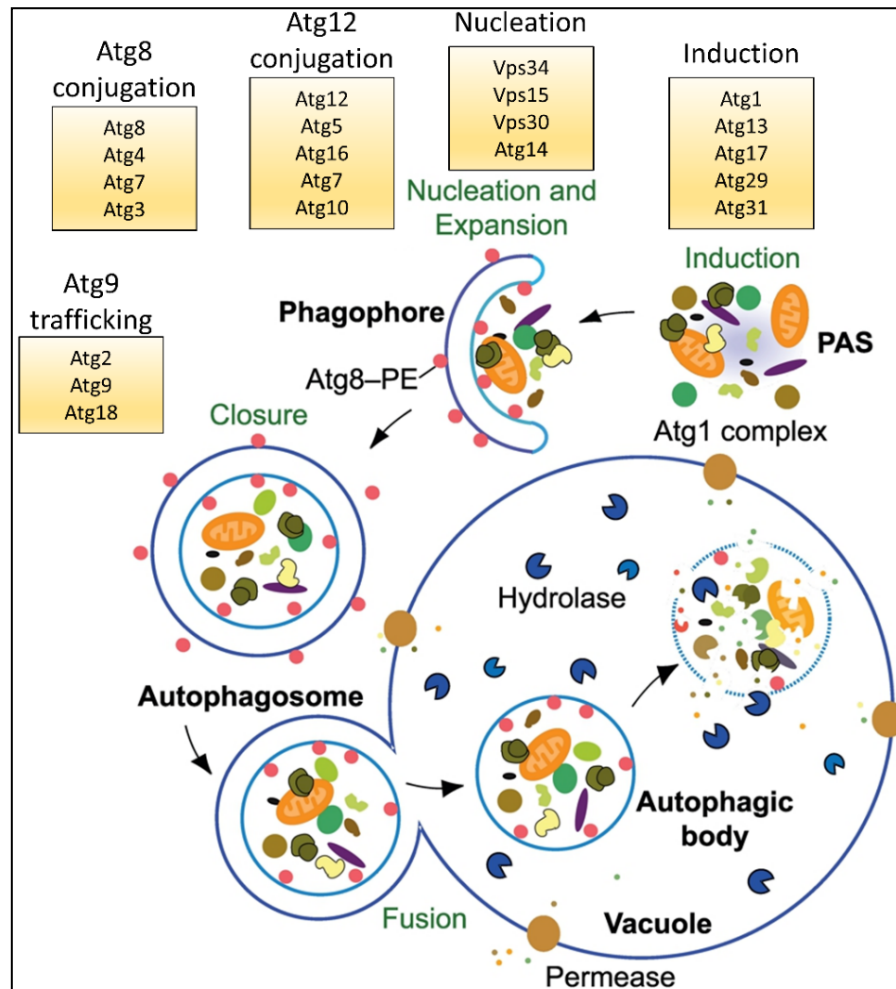 Atg8
conjugation
Atg8
Atg4
Atg7
Atg3
Atg12
conjugation
Atg12
Atg5
Atg16
Atg7
Atg10
Nucleation
Vps34
Vps15
Vps30
Atg14
Induction
Atg1
Atg13
Atg17
Atg29
Atg31
Nucleation and
Expansion
Induction
Atg9
trafficking
Atg2
Atg9
Atg18
Phagophore
PAS
Atg8–PE
Closure
Atg1 complex
Hydrolase
Autophagosome
Autophagic
body
Fusion
Vacuole
Permease